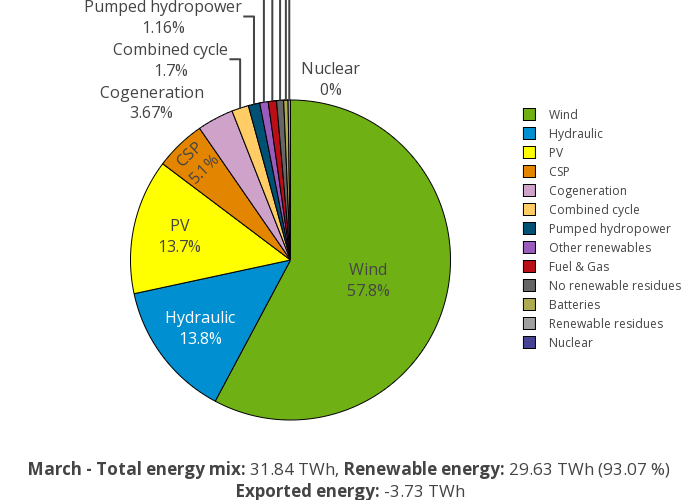 Pumped hydropower
1.16%
Combined cycle
1.7%
Cogeneration
3.67%
Nuclear
0%
CSP
5.1%
PV
13.7%
Wind
57.8%
Hydraulic
13.8%
Wind
Hydraulic
PV
CSP
Cogeneration
Combined cycle
Pumped hydropower
Other renewables
Fuel & Gas
No renewable residues
Batteries
Renewable residues
Nuclear
March - Total energy mix: 31.84 TWh, Renewable energy: 29.63 TWh (93.07 %)
Exported energy: -3.73 TWh